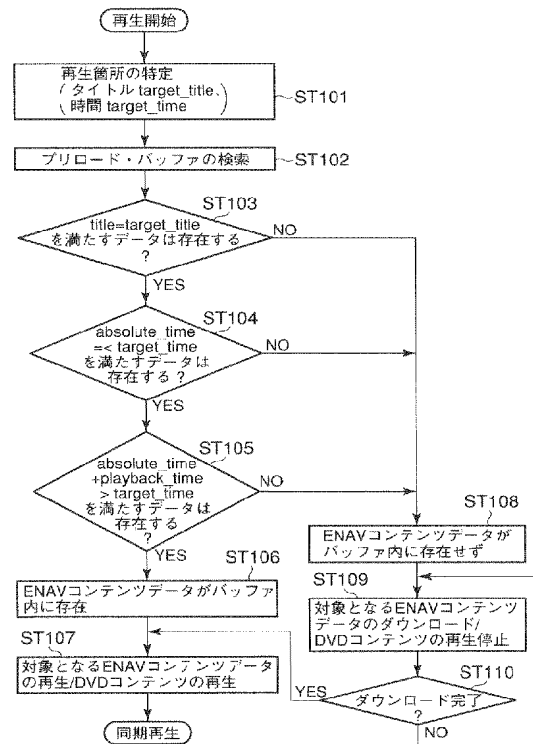 再生開始
再生箇所の特定
( タイトル target_title、)
( 時間 target_time )
ST101
プリロード・バッファの検索
ST102
ST103
title=target_title
を満たすデータは存在する
?
NO
YES
ST104
absolute_time
=< target_time
を満たすデータは
存在する ?
NO
YES
ST105
absolute_time
+playback_time
> target_time
を満たすデータは
存在する
?
NO
YES
ST106
ENAVコンテンツデータがバッファ
内に存在
ST107
対象となるENAVコンテンツデータ
の再生/DVDコンテンツの再生
同期再生
ST108
ENAVコンテンツデータが
バッファ内に存在せず
ST109
対象となるENAVコンテンツ
データのダウンロード/
DVDコンテンツの再生停止
ST110
ダウンロード完了
?
YES
NO